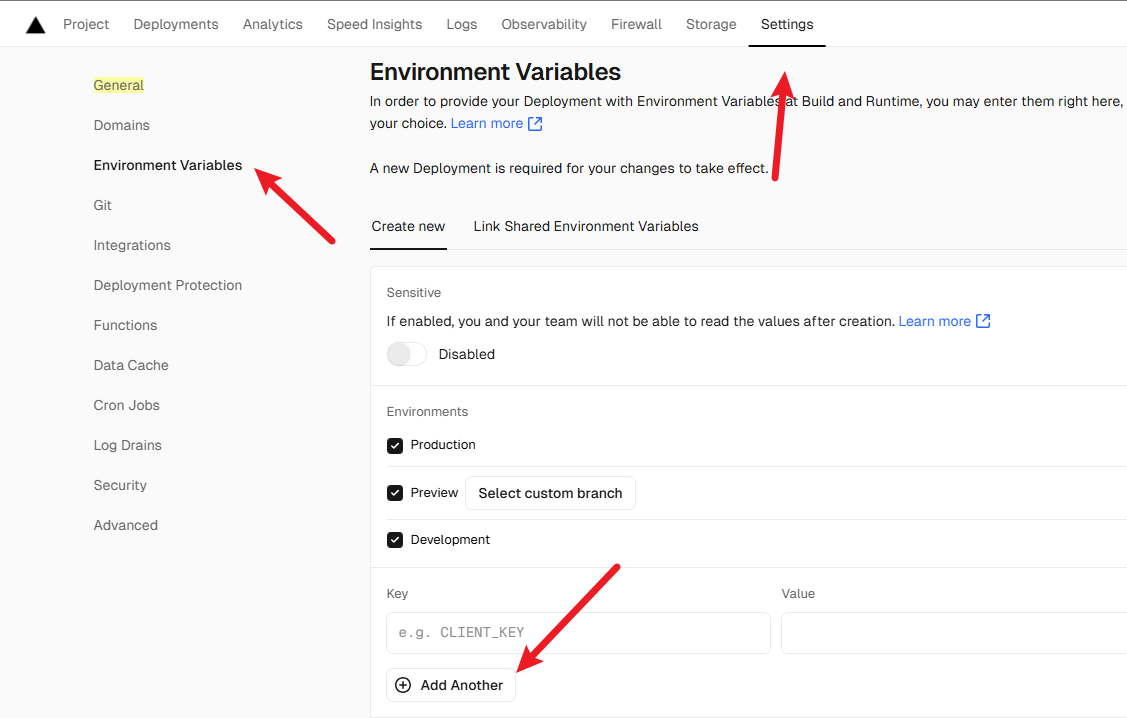 Project Deployments Analytics Speed Insights Logs Observability Firewall Storage Settings
General
Domains
Environment Variables
Git
Integrations
Deployment Protection
Functions
Data Cache
Cron Jobs
Log Drains
Security
Advanced
Environment Variables
In order to provide your Deployment with Environment Variables at Build and Runtime, you may enter them right here,
your choice. Learn more
A new Deployment is required for your changes to take effect.
Create new Link Shared Environment Variables
Sensitive
If enabled, you and your team will not be able to read the values after creation. Learn more
Disabled
Environments
Production
Preview Select custom branch
Development
Key Value
e.g. CLIENT_KEY
Add Another